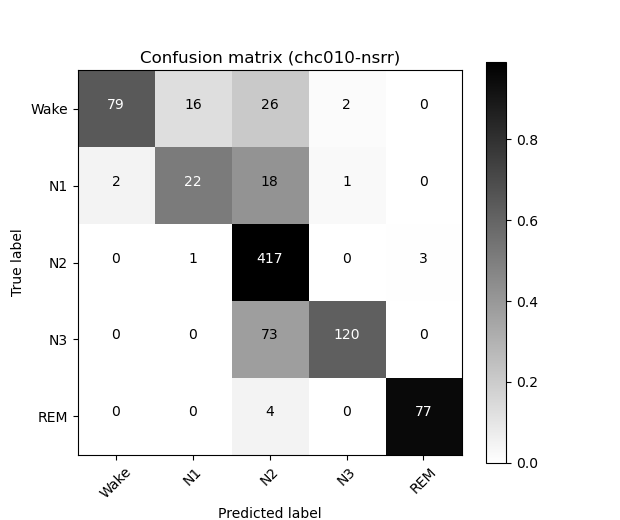 Confusion matrix (chc010-nsrr)
Wake 79 16 26 2 0
N1 2 22 18 1 0
N2 0 1 417 0 3
N3 0 0 73 120 0
REM 0 0 4 0 77
Wake N1 N2 N3 REM
True label
Predicted label
0.8
0.6
0.4
0.2
0.0